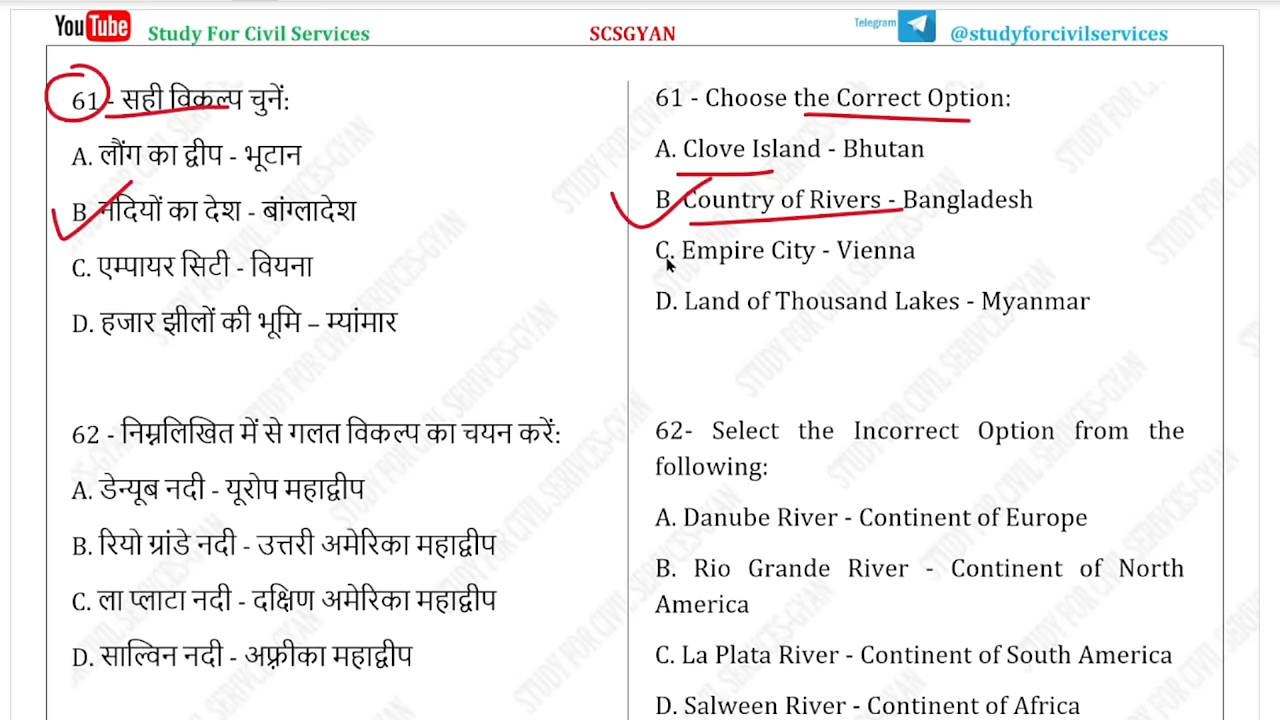 YouTube Study For Civil Services SCSGYAN Telegram @studyforcivilservices
61 - सही विकल्प चुनें:
A. लौंग का द्वीप - भूटान
B नदियों का देश - बांग्लादेश
C. एम्पायर सिटी - वियना
D. हजार झीलों की भूमि – म्यांमार
62 - निम्नलिखित में से गलत विकल्प का चयन करें:
A. डेन्यूब नदी - यूरोप महाद्वीप
B. रियो ग्रांडे नदी - उत्तरी अमेरिका महाद्वीप
C. ला प्लाटा नदी - दक्षिण अमेरिका महाद्वीप
D. साल्विन नदी - अफ़्रीका महाद्वीप
61 - Choose the Correct Option:
A. Clove Island - Bhutan
B. Country of Rivers - Bangladesh
C. Empire City - Vienna
D. Land of Thousand Lakes - Myanmar
62- Select the Incorrect Option from the
following:
A. Danube River - Continent of Europe
B. Rio Grande River - Continent of North
America
C. La Plata River - Continent of South America
D. Salween River - Continent of Africa